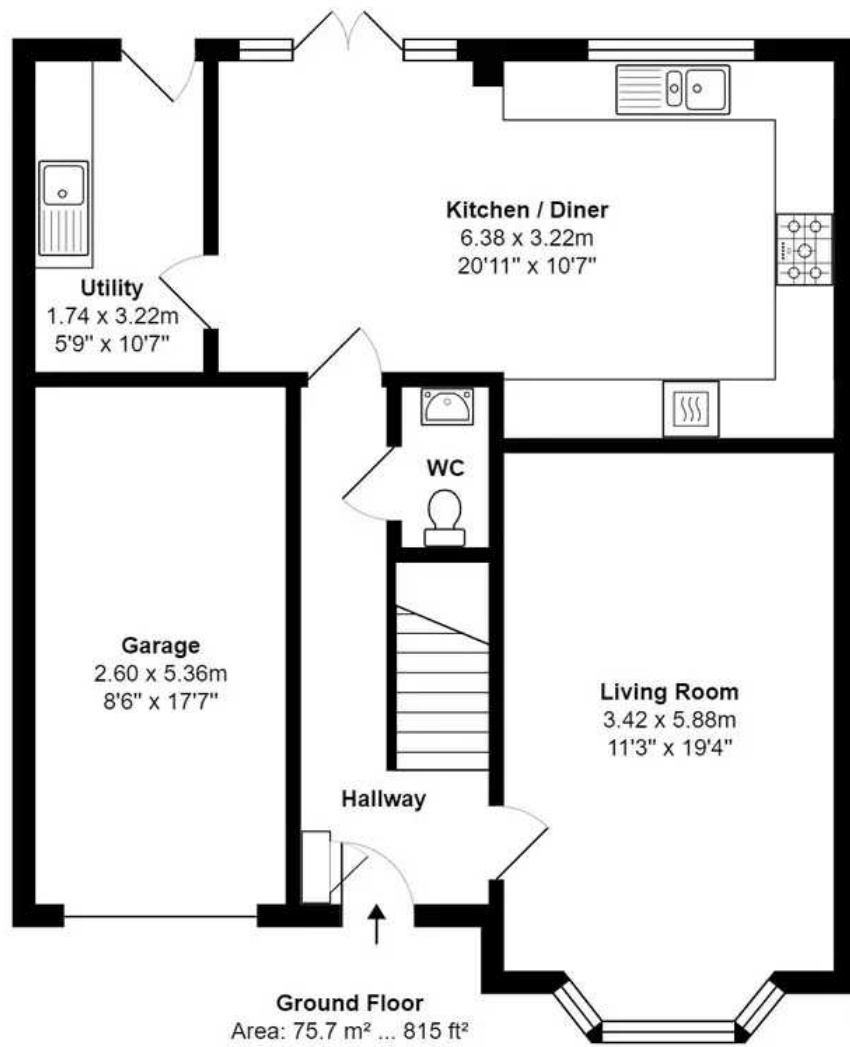 Kitchen / Diner
6.38 x 3.22m
20'11" x 10'7"
Utility
1.74 x 3.22m
5'9" x 10'7"
WC
Garage
2.60 x 5.36m
8'6" x 17'7"
Living Room
3.42 x 5.88m
11'3" x 19'4"
Hallway
Ground Floor
Area: 75.7 m² ... 815 ft²